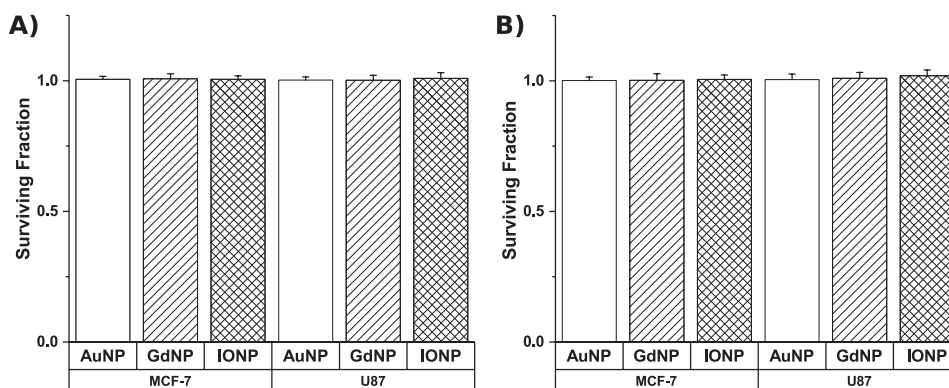 A)
Surviving Fraction
1.0
0.5
0.0
AuNP GdNP IONP AuNP GdNP IONP
MCF-7 U87
B)
Surviving Fraction
1.0
0.5
0.0
AuNP GdNP IONP AuNP GdNP IONP
MCF-7 U87